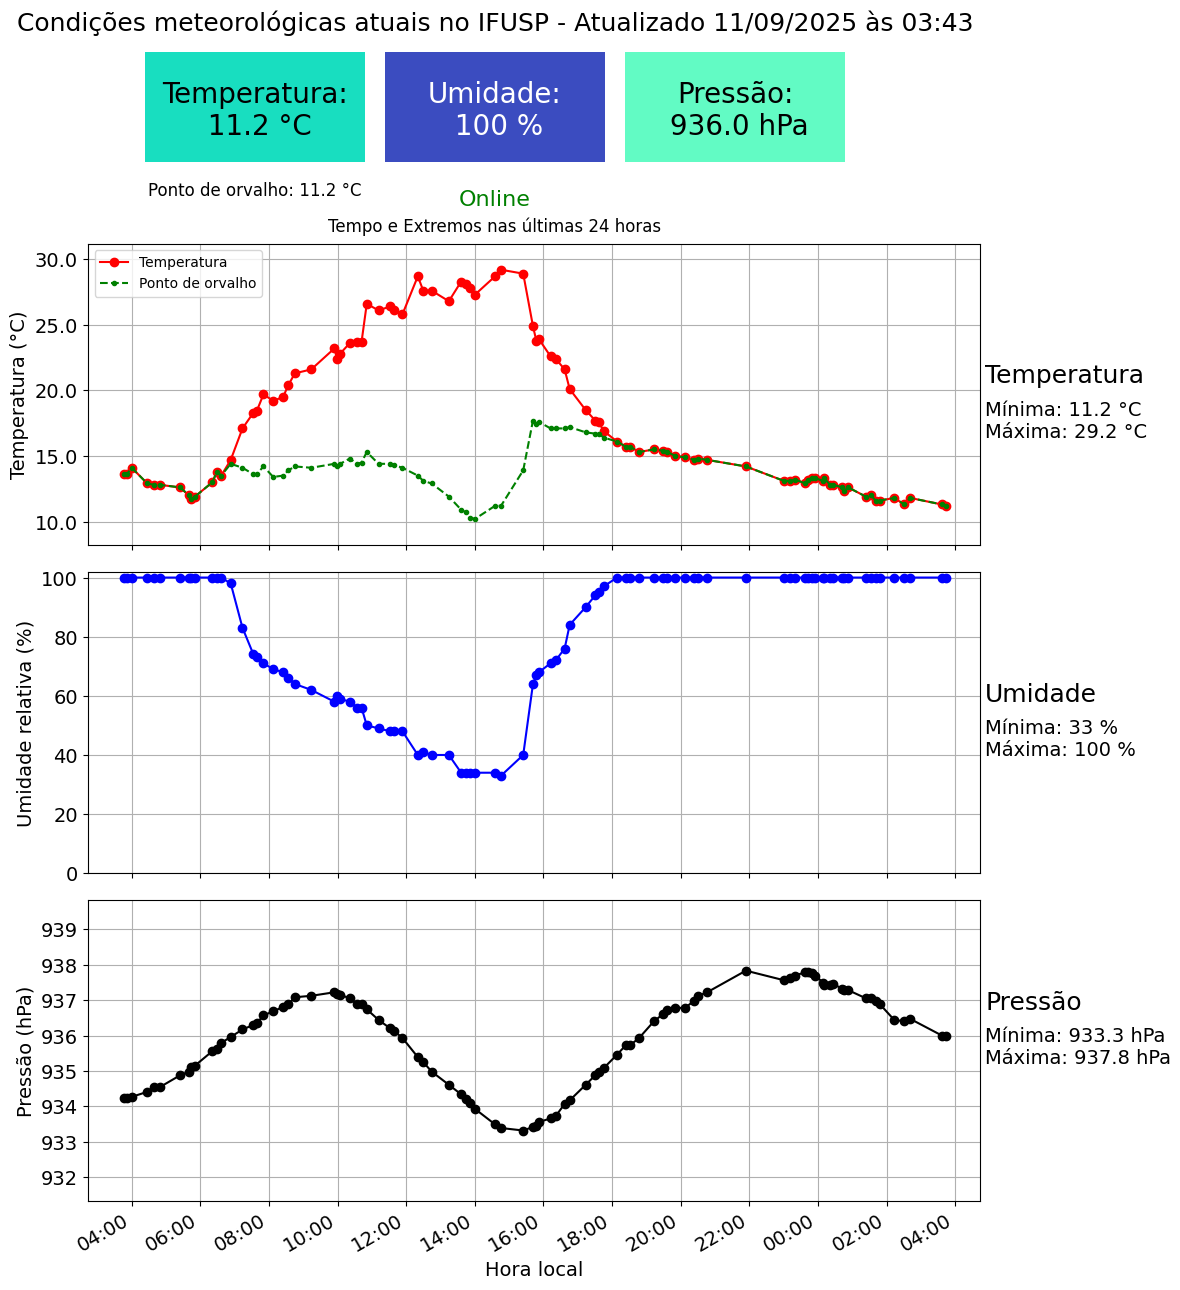 Condições meteorológicas atuais no IFUSP - Atualizado 11/09/2025 às 03:43
Temperatura:
11.2 °C
Umidade:
100 %
Pressão:
936.0 hPa
Ponto de orvalho: 11.2 °C
Online
Tempo e Extremos nas últimas 24 horas
Temperatura
Ponto de orvalho
30.0
25.0
20.0
15.0
10.0
Temperatura (°C)
Temperatura
Mínima: 11.2 °C
Máxima: 29.2 °C
100
80
60
40
20
0
Umidade relativa (%)
Umidade
Mínima: 33 %
Máxima: 100 %
939
938
937
936
935
934
933
932
Pressão (hPa)
Pressão
Mínima: 933.3 hPa
Máxima: 937.8 hPa
04:00
06:00
08:00
10:00
12:00
14:00
16:00
18:00
20:00
22:00
00:00
02:00
04:00
Hora local